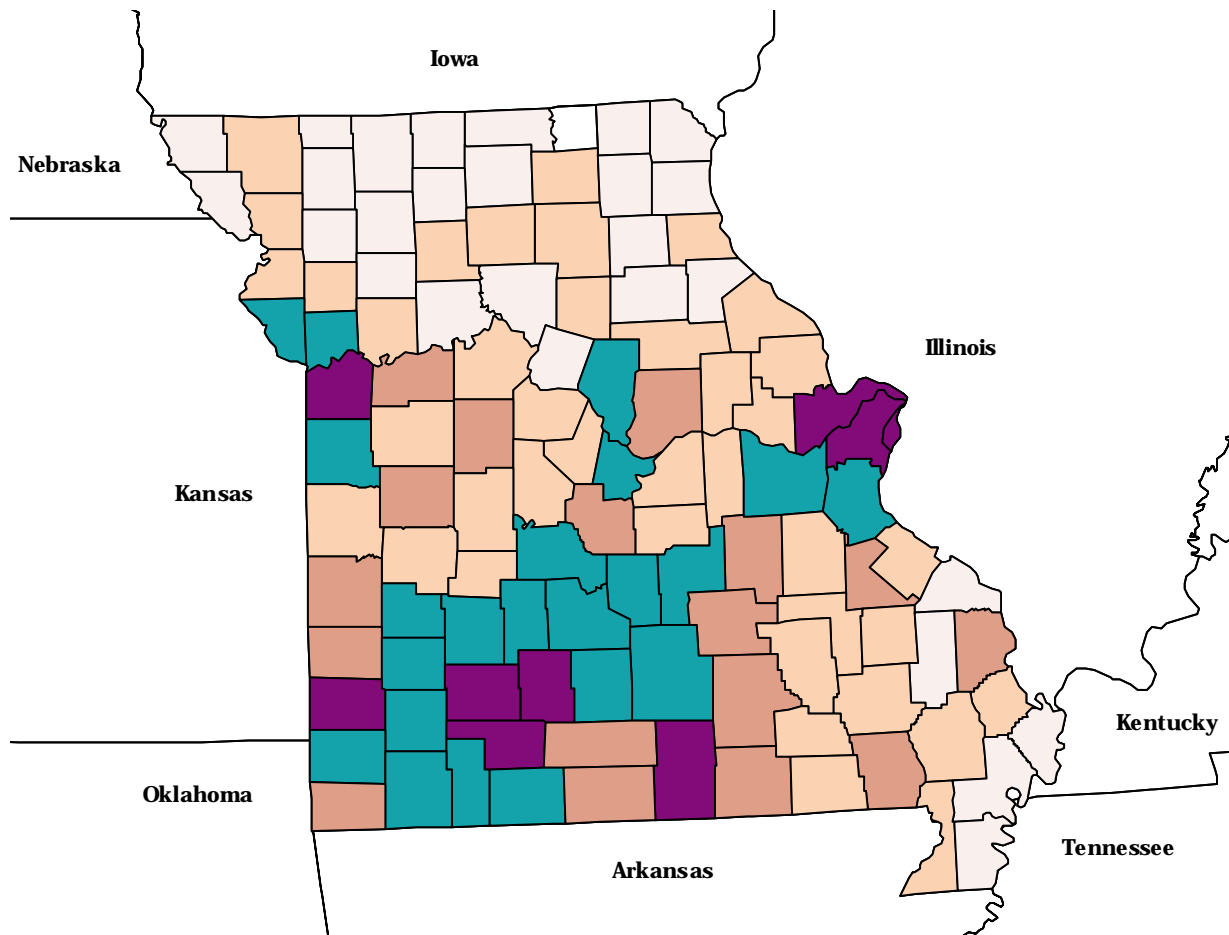 Iowa
Nebraska
Illinois
Kansas
Kentucky
Oklahoma
Tennessee
Arkansas